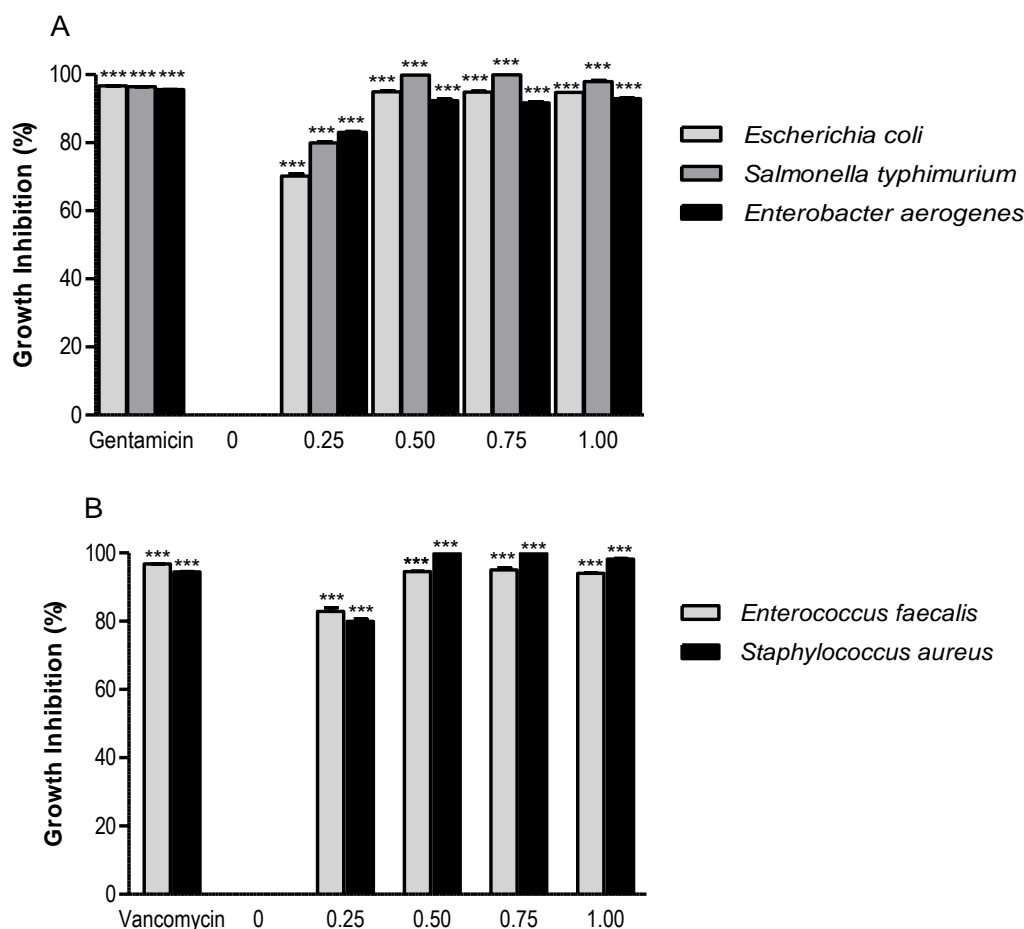 A
Growth Inhibition (%)
100
80
60
40
20
0
*** *** ***
*** *** ***
*** *** ***
*** *** ***
*** *** ***
Gentamicin 0 0.25 0.50 0.75 1.00
Escherichia coli
Salmonella typhimurium
Enterobacter aerogenes
B
Growth Inhibition (%)
100
80
60
40
20
0
*** ***
*** ***
*** ***
*** ***
*** ***
Vancomycin 0 0.25 0.50 0.75 1.00
Enterococcus faecalis
Staphylococcus aureus